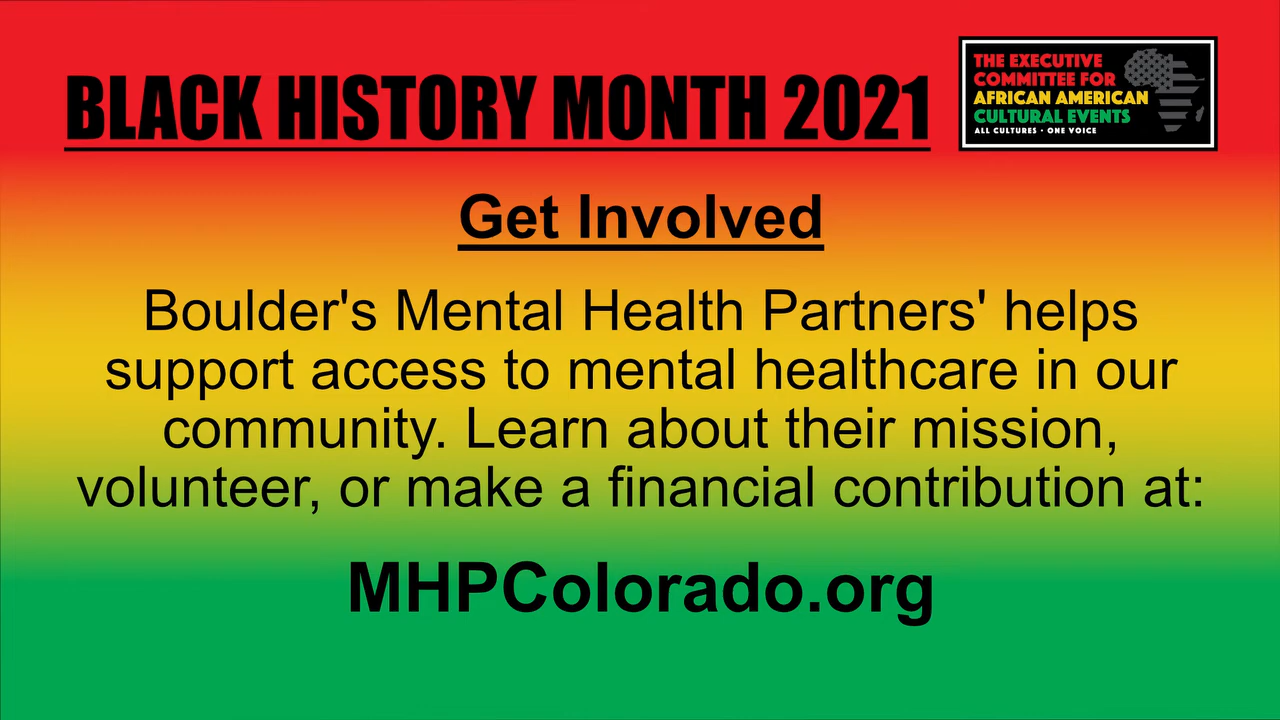 BLACK HISTORY MONTH 2021
THE EXECUTIVE
COMMITTEE FOR
AFRICAN AMERICAN
CULTURAL EVENTS
ALL CULTURES • ONE VOICE
Get Involved
Boulder's Mental Health Partners' helps
support access to mental healthcare in our
community. Learn about their mission,
volunteer, or make a financial contribution at:
MHPColorado.org